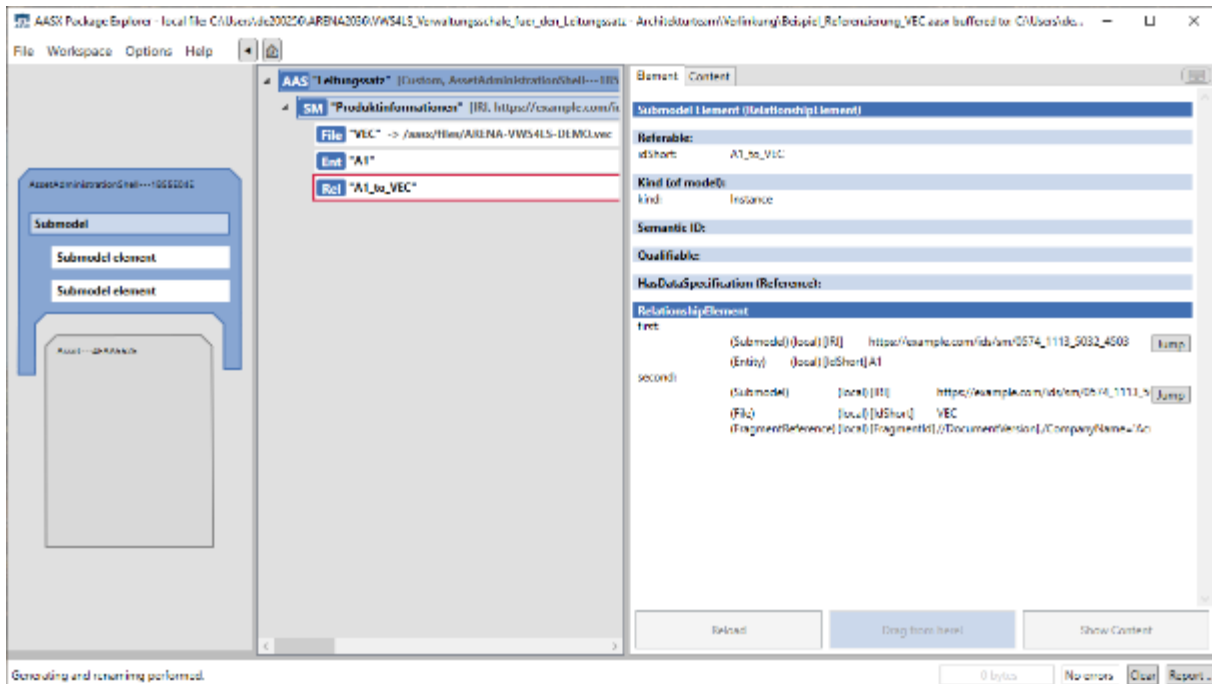 AASX Package Explorer - local file: C:\Users\de200256\ARENA2036\VWS4LS_Verwaltungsschale_fuer_den_Leitungssatz - Architekturteam\Verlinkung\Beispiel_Referenzierung_VEC.aasx buffered to: C:\Users\de...
File Workspace Options Help
AAS "Leitungssatz" [Custom, AssetAdministrationShell---185
SM "Produktinformationen" [IRI, https://example.com/ic
File "VEC" -> /aasx/files/ARENA-VWS4LS-DEMO.vec
Ent "A1"
Rel "A1_to_VEC"
Submodel
Submodel element
Submodel element
Element Content
Submodel Element (RelationshipElement)
Referable:
idShort: A1_to_VEC
Kind (of model):
kind: Instance
Semantic ID:
Qualifiable:
HasDataSpecification (Reference):
RelationshipElement
first:
(Submodel) (local) [IRI] https://example.com/ids/sm/0574_1113_5032_4503 Jump
(Entity) (local) [IdShort] A1
second:
(Submodel) (local) [IRI] https://example.com/ids/sm/0574_1113_5 Jump
(File) (local) [IdShort] VEC
(FragmentReference) (local) [FragmentId] //DocumentVersion[./CompanyName='Ac
Reload Drag from here! Show Content
Generating and renaming performed. 0 bytes No errors Clear Report..